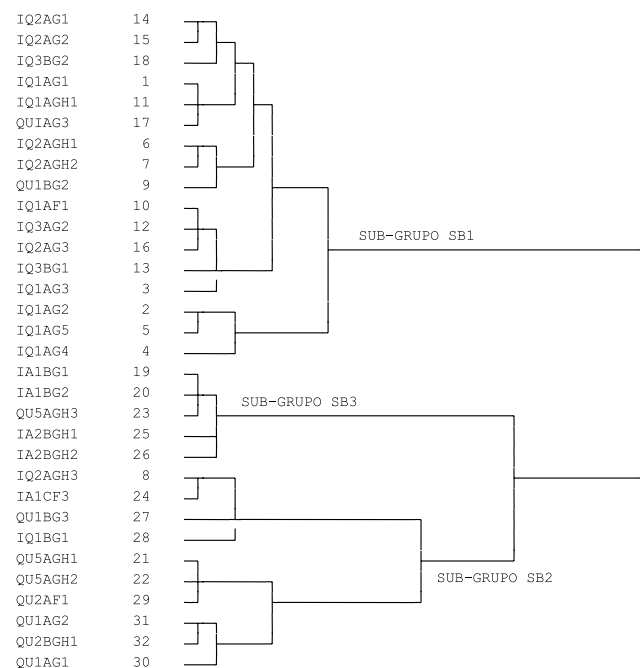 IQ2AG1 14
IQ2AG2 15
IQ3BG2 18
IQ1AG1 1
IQ1AGH1 11
QUIAG3 17
IQ2AGH1 6
IQ2AGH2 7
QU1BG2 9
IQ1AF1 10
IQ3AG2 12
SUB-GRUPO SB1
IQ2AG3 16
IQ3BG1 13
IQ1AG3 3
IQ1AG2 2
IQ1AG5 5
IQ1AG4 4
IA1BG1 19
IA1BG2 20
SUB-GRUPO SB3
QU5AGH3 23
IA2BGH1 25
IA2BGH2 26
IQ2AGH3 8
IA1CF3 24
QU1BG3 27
IQ1BG1 28
QU5AGH1 21
QU5AGH2 22
SUB-GRUPO SB2
QU2AF1 29
QU1AG2 31
QU2BGH1 32
QU1AG1 30